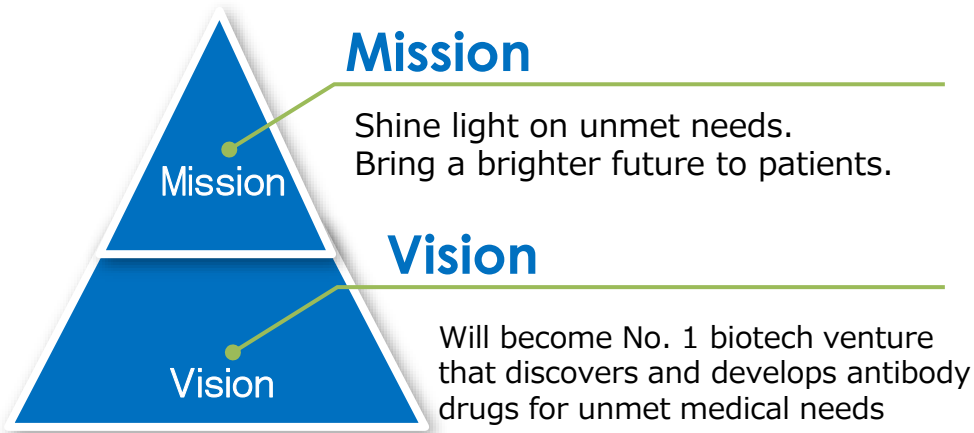 Mission
Shine light on unmet needs.
Bring a brighter future to patients.
Mission
Vision
Will become No. 1 biotech venture
that discovers and develops antibody
drugs for unmet medical needs
Vision